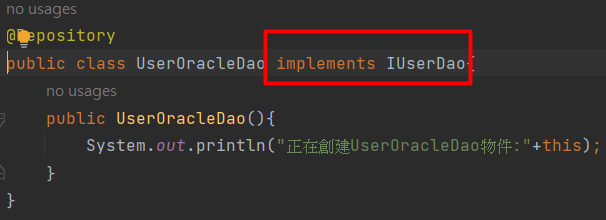 no usages
@Repository
public class UserOracleDao implements IUserDao{
no usages
public UserOracleDao(){
System.out.println("正在創建UserOracleDao物件:"+this);
}
}